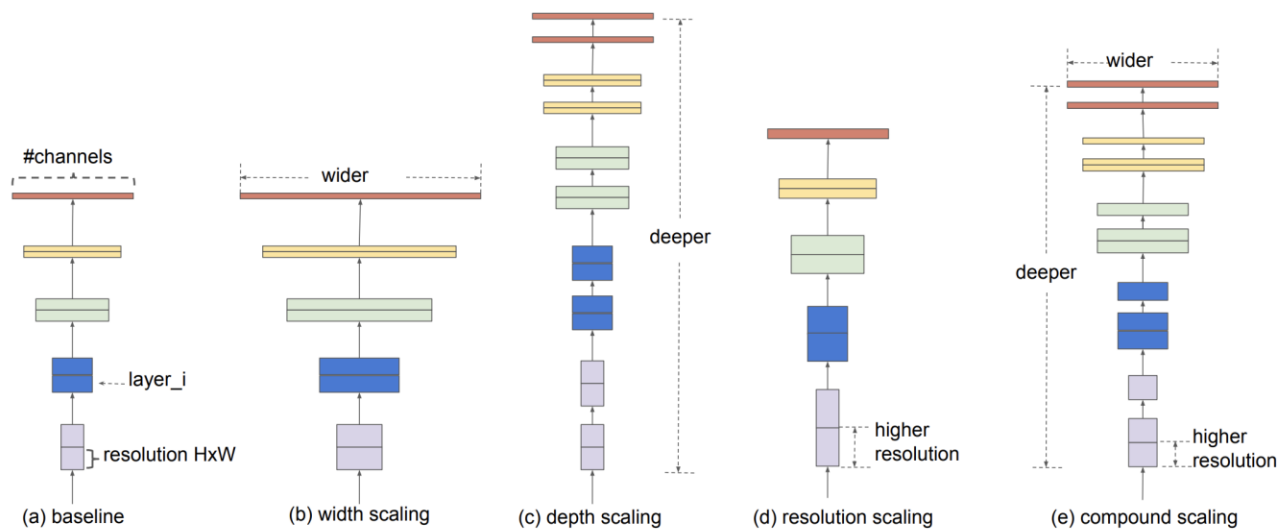 #channels
layer_i
resolution HxW
(a) baseline
wider
(b) width scaling
deeper
(c) depth scaling
higher
resolution
(d) resolution scaling
wider
deeper
higher
resolution
(e) compound scaling